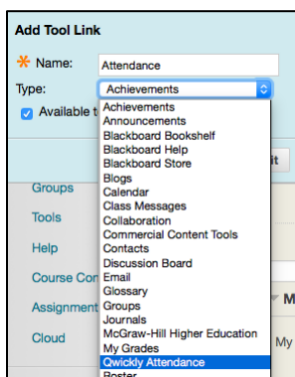 Add Tool Link
Name: Attendance
Type: Achievements
Available t
Achievements
Announcements
Blackboard Bookshelf
Blackboard Help
Blackboard Store
Blogs
Calendar
Class Messages
Collaboration
Commercial Content Tools
Contacts
Discussion Board
Email
Glossary
Groups
Journals
McGraw-Hill Higher Education
My Grades
Qwickly Attendance
Roster
it
Groups
Tools
Help
Course Con
Assignment
Cloud
M
My